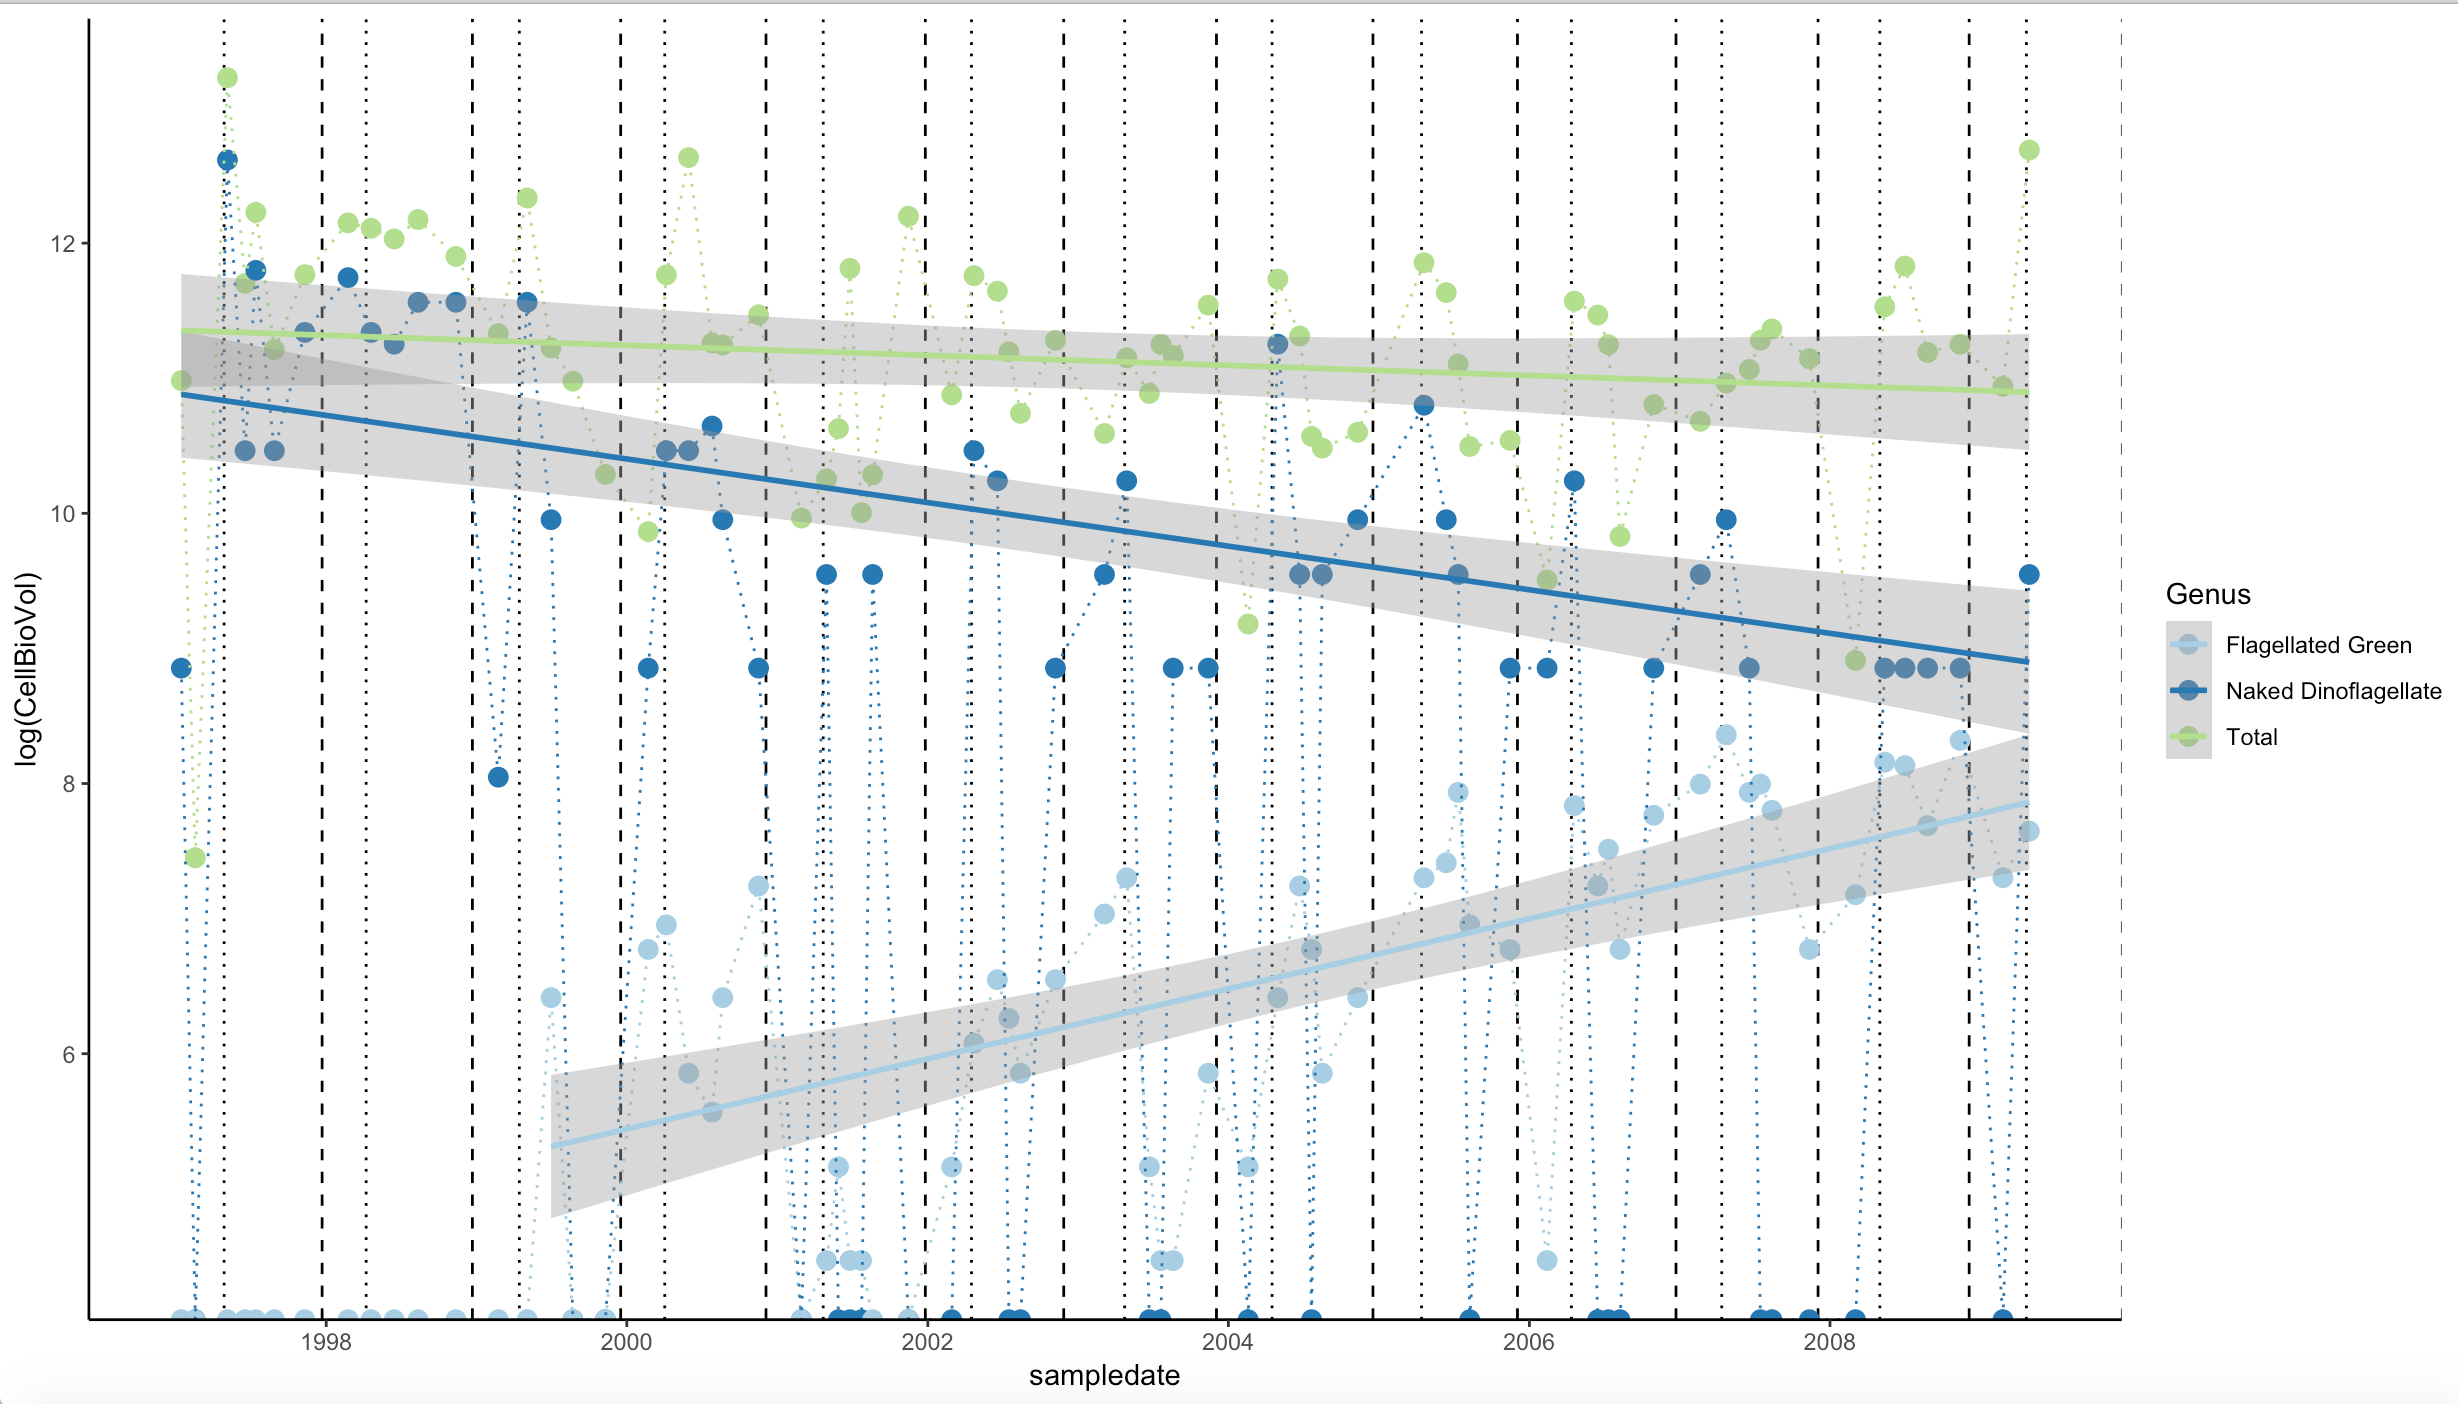 12
10
8
6
log(CellBioVol)
1998 2000 2002 2004 2006 2008
sampledate
Genus
Flagellated Green
Naked Dinoflagellate
Total